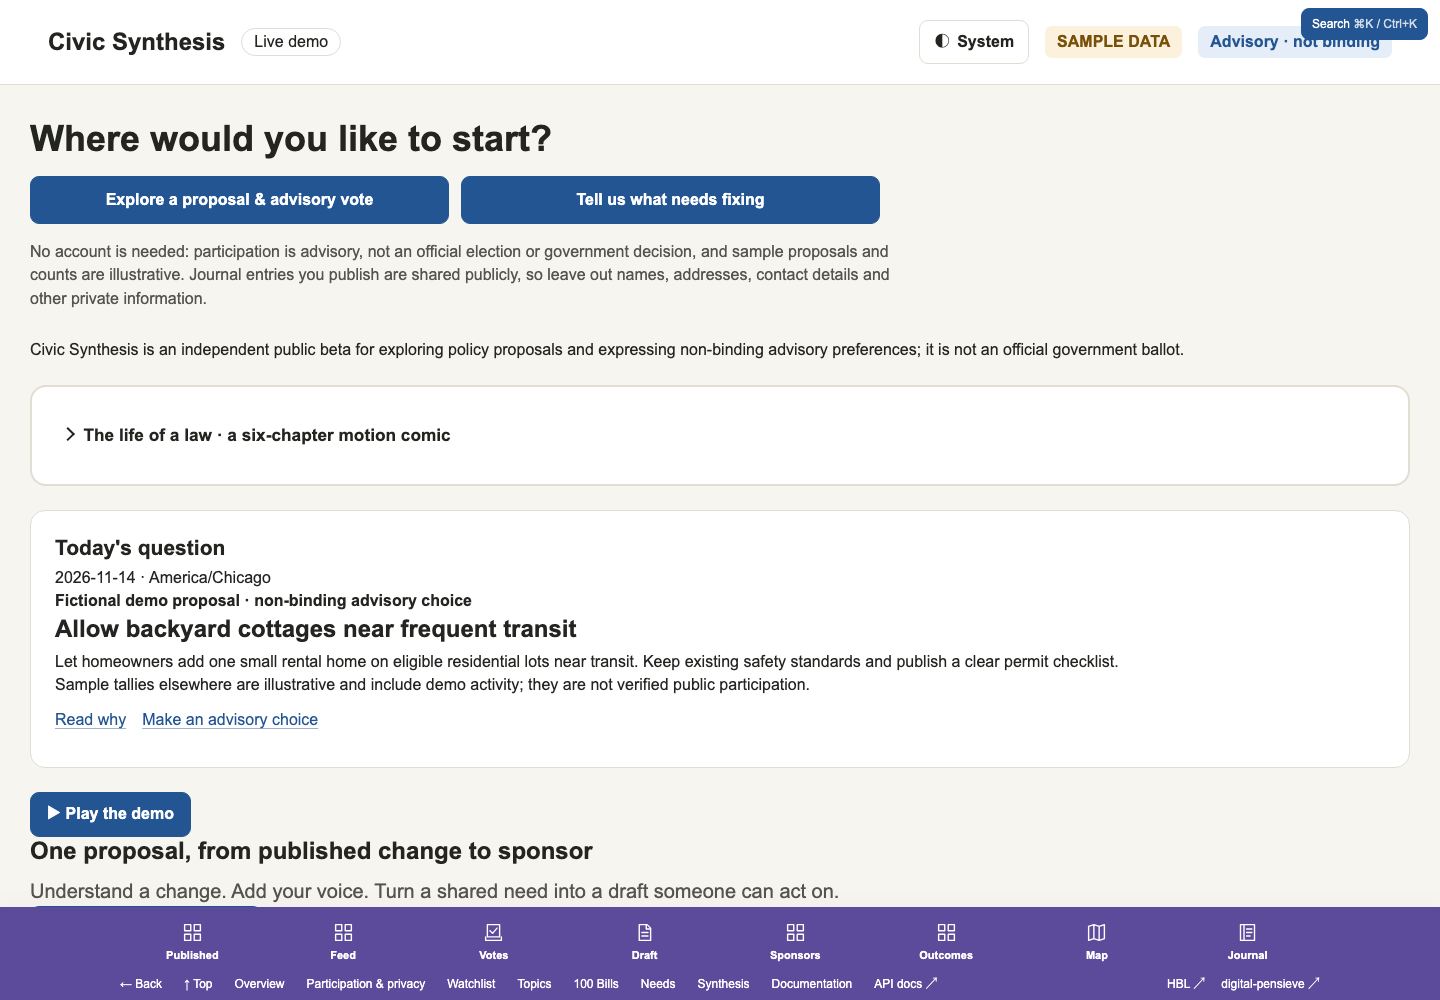 Civic Synthesis
Live demo
System
SAMPLE DATA
Advisory · not binding
Search ⌘K / Ctrl+K
Where would you like to start?
Explore a proposal & advisory vote
Tell us what needs fixing
No account is needed: participation is advisory, not an official election or government decision, and sample proposals and
counts are illustrative. Journal entries you publish are shared publicly, so leave out names, addresses, contact details and
other private information.
Civic Synthesis is an independent public beta for exploring policy proposals and expressing non-binding advisory preferences; it is not an official government ballot.
The life of a law · a six-chapter motion comic
Today's question
2026-11-14 · America/Chicago
Fictional demo proposal · non-binding advisory choice
Allow backyard cottages near frequent transit
Let homeowners add one small rental home on eligible residential lots near transit. Keep existing safety standards and publish a clear permit checklist.
Sample tallies elsewhere are illustrative and include demo activity; they are not verified public participation.
Read why Make an advisory choice
▶ Play the demo
One proposal, from published change to sponsor
Understand a change. Add your voice. Turn a shared need into a draft someone can act on.
Published Feed Votes Draft Sponsors Outcomes Map Journal
← Back ↑ Top Overview Participation & privacy Watchlist Topics 100 Bills Needs Synthesis Documentation API docs ↗ HBL ↗ digital-pensieve ↗